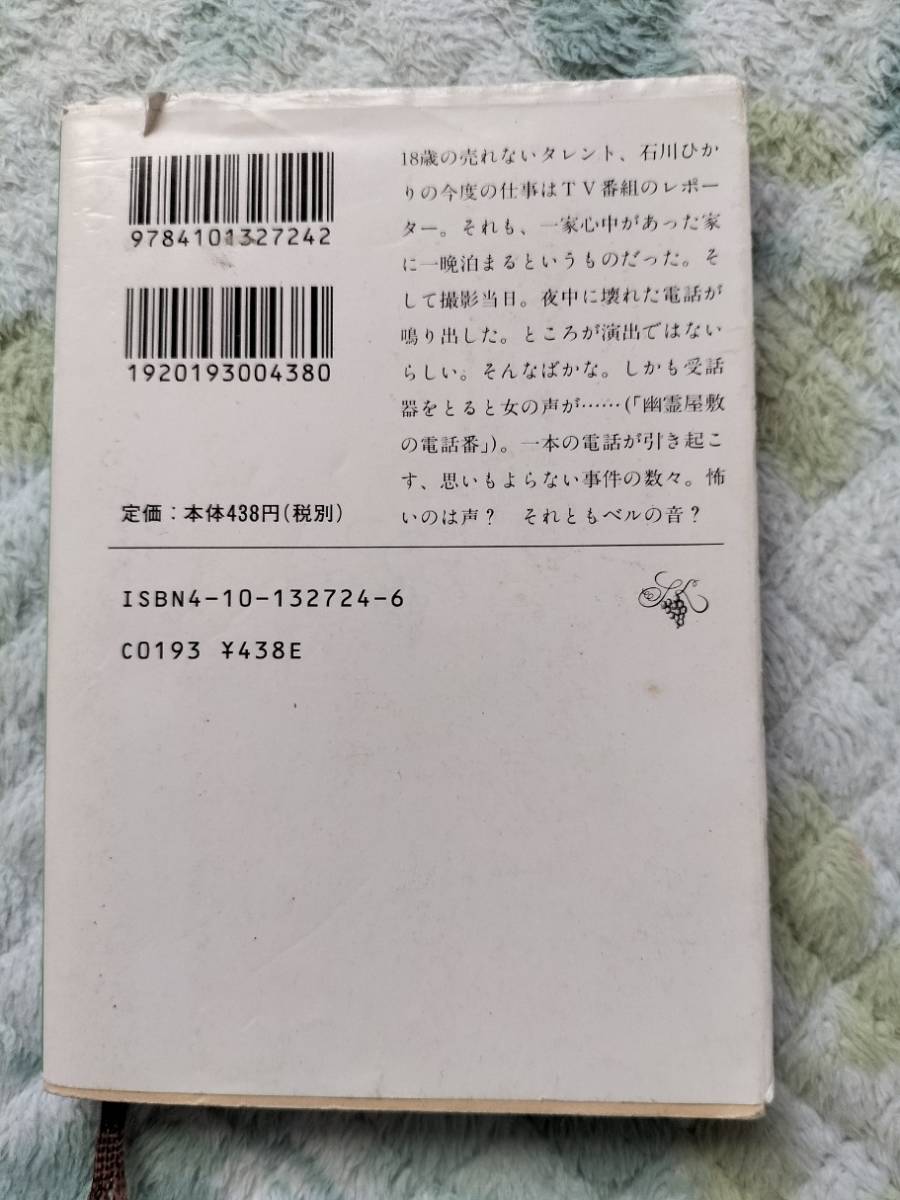 9784101327242
1920193004380
定価：本体438円(税別)
18歳の売れないタレント、石川ひか
りの今度の仕事はＴＶ番組のレポー
ター。それも、一家心中があった家
に一晩泊まるというものだった。そ
して撮影当日。夜中に壊れた電話が
鳴り出した。ところが演出ではない
らしい。そんなばかな。しかも受話
器をとると女の声が……(「幽霊屋敷
の電話番」)。一本の電話が引き起こ
す、思いもよらない事件の数々。怖
いのは声？　それともベルの音？
ISBN4-10-132724-6
C0193 ¥438E